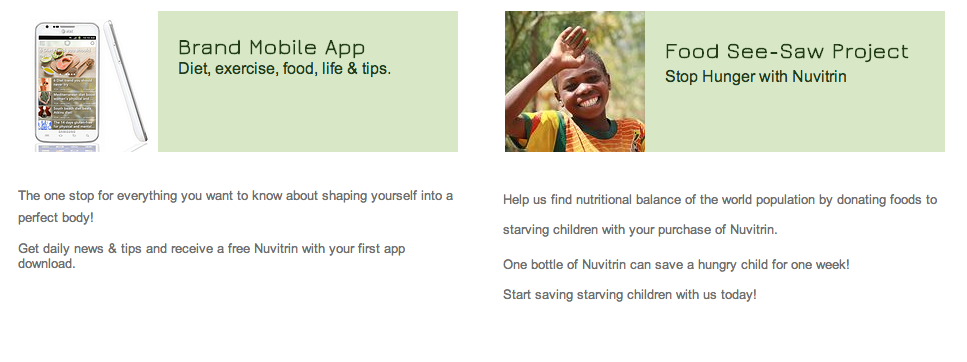 Brand Mobile App
Diet, exercise, food, life & tips.
The one stop for everything you want to know about shaping yourself into a
perfect body!
Get daily news & tips and receive a free Nuvitrin with your first app
download.
Food See-Saw Project
Stop Hunger with Nuvitrin
Help us find nutritional balance of the world population by donating foods to
starving children with your purchase of Nuvitrin.
One bottle of Nuvitrin can save a hungry child for one week!
Start saving starving children with us today!